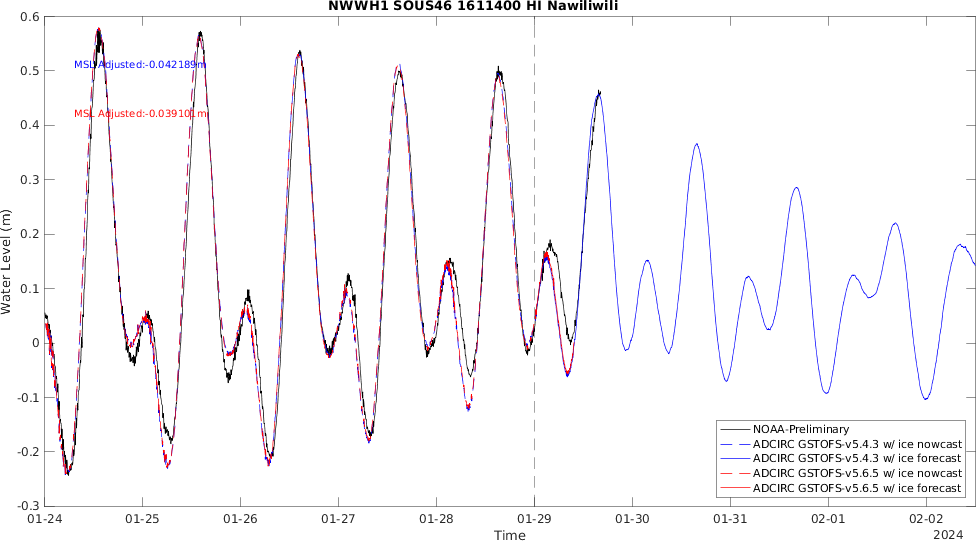 NWWH1 SOUS46 1611400 HI Nawiliwili
0.6
MSL Adjusted:-0.042189m
0.5
MSL Adjusted:-0.039101m
0.4
0.3
0.2
0.1
0
-0.1
-0.2
-0.3
Water Level (m)
NOAA-Preliminary
ADCIRC GSTOFS-v5.4.3 w/ ice nowcast
ADCIRC GSTOFS-v5.4.3 w/ ice forecast
ADCIRC GSTOFS-v5.6.5 w/ ice nowcast
ADCIRC GSTOFS-v5.6.5 w/ ice forecast
01-24 01-25 01-26 01-27 01-28 01-29 01-30 01-31 02-01 02-02
Time
2024